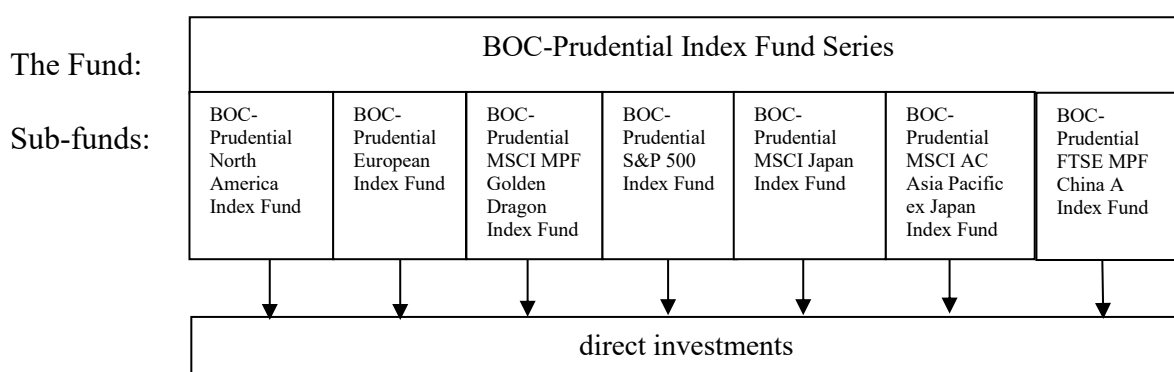 The Fund:
BOC-Prudential Index Fund Series
Sub-funds:
BOC-
Prudential
North
America
Index Fund
BOC-
Prudential
European
Index Fund
BOC-
Prudential
MSCI MPF
Golden
Dragon
Index Fund
BOC-
Prudential
S&P 500
Index Fund
BOC-
Prudential
MSCI Japan
Index Fund
BOC-
Prudential
MSCI AC
Asia Pacific
ex Japan
Index Fund
BOC-
Prudential
FTSE MPF
China A
Index Fund
direct investments